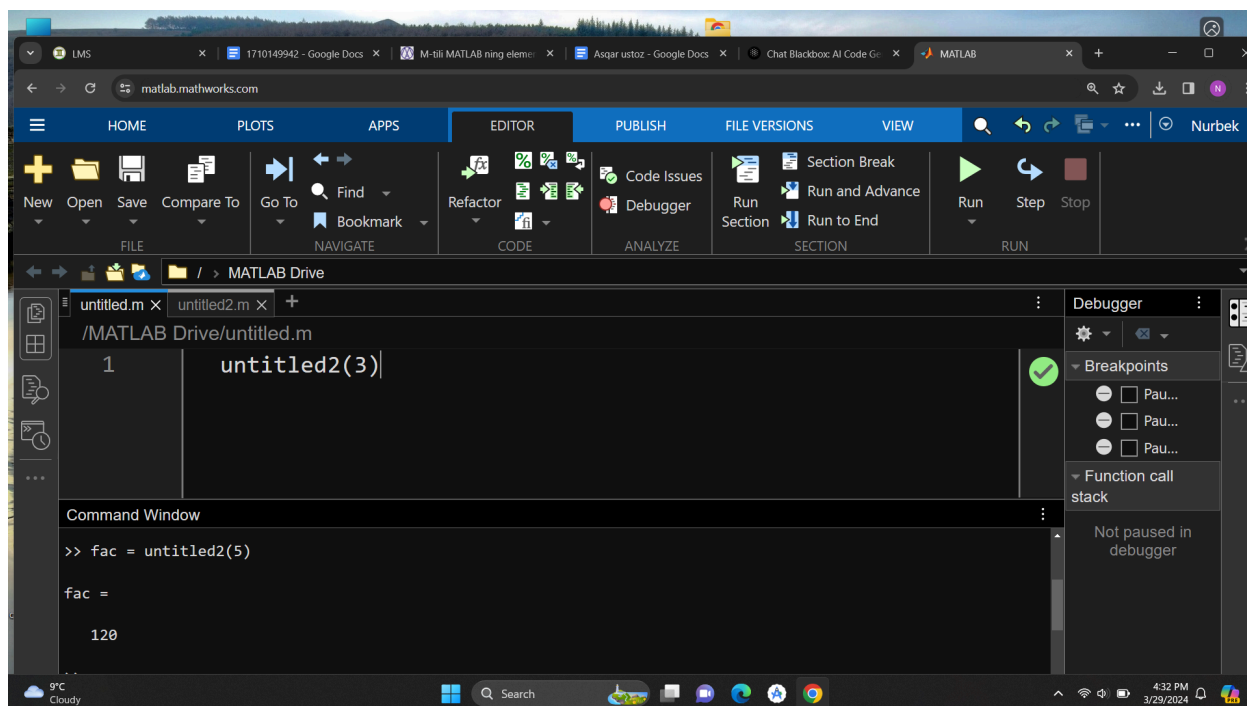 LMS
1710149942 - Google Docs
M-tili MATLAB ning eleme
Asqar ustoz - Google Docs
Chat Blackbox: AI Code Ge
MATLAB
matlab.mathworks.com
N
HOME PLOTS APPS EDITOR PUBLISH FILE VERSIONS VIEW Nurbek
New Open Save Compare To
FILE
Go To
Find
Bookmark
NAVIGATE
Refactor
CODE
Code Issues
Debugger
ANALYZE
Run
Section
Section Break
Run and Advance
Run to End
SECTION
Run Step Stop
RUN
/ > MATLAB Drive
untitled.m untitled2.m
/MATLAB Drive/untitled.m
1 untitled2(3)
Debugger
Breakpoints
Pau...
Pau...
Pau...
Function call
stack
Not paused in
debugger
Command Window
>> fac = untitled2(5)
fac =
120
9°C
Cloudy
Search
4:32 PM
3/29/2024
PRE